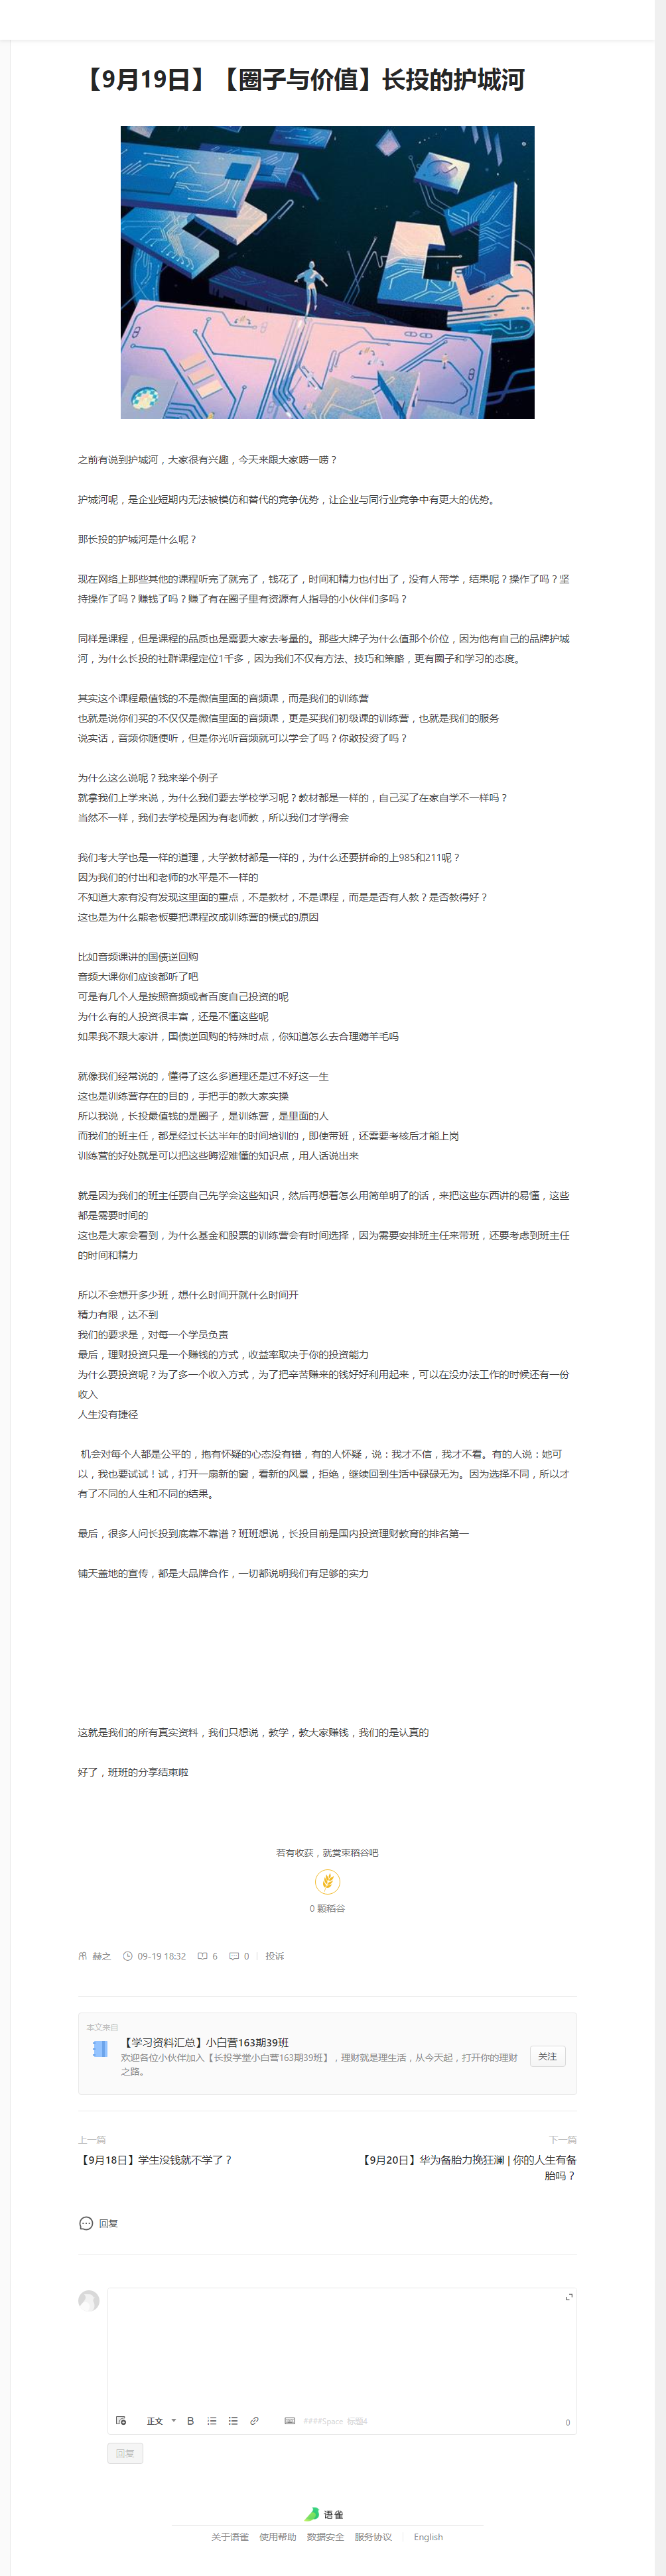 【9月19日】【圈子与价值】长投的护城河
之前有说到护城河，大家很有兴趣，今天来跟大家唠一唠？
护城河呢，是企业短期内无法被模仿和替代的竞争优势，让企业与同行业竞争中有更大的优势。
那长投的护城河是什么呢？
现在网络上那些其他的课程听完了就完了，钱花了，时间和精力也付出了，没有人带学，结果呢？操作了吗？坚
持操作了吗？赚钱了吗？赚了有在圈子里有资源有人指导的小伙伴们多吗？
同样是课程，但是课程的品质也是需要大家去考量的。那些大牌子为什么值那个价位，因为他有自己的品牌护城
河，为什么长投的社群课程定位1千多，因为我们不仅有方法、技巧和策略，更有圈子和学习的态度。
其实这个课程最值钱的不是微信里面的音频课，而是我们的训练营
也就是说你们买的不仅仅是微信里面的音频课，更是买我们初级课的训练营，也就是我们的服务
说实话，音频你随便听，但是你光听音频就可以学会了吗？你敢投资了吗？
为什么这么说呢？我来举个例子
就拿我们上学来说，为什么我们要去学校学习呢？教材都是一样的，自己买了在家自学不一样吗？
当然不一样，我们去学校是因为有老师教，所以我们才学得会
我们考大学也是一样的道理，大学教材都是一样的，为什么还要拼命的上985和211呢？
因为我们的付出和老师的水平是不一样的
不知道大家有没有发现这里面的重点，不是教材，不是课程，而是是否有人教？是否教得好？
这也是为什么熊老板要把课程改成训练营的模式的原因
比如音频课讲的国债逆回购
音频大课你们应该都听了吧
可是有几个人是按照音频或者百度自己投资的呢
为什么有的人投资很丰富，还是不懂这些呢
如果我不跟大家讲，国债逆回购的特殊时点，你知道怎么去合理薅羊毛吗
就像我们经常说的，懂得了这么多道理还是过不好这一生
这也是训练营存在的目的，手把手的教大家实操
所以我说，长投最值钱的是圈子，是训练营，是里面的人
而我们的班主任，都是经过长达半年的时间培训的，即使带班，还需要考核后才能上岗
训练营的好处就是可以把这些晦涩难懂的知识点，用人话说出来
就是因为我们的班主任要自己先学会这些知识，然后再想着怎么用简单明了的话，来把这些东西讲的易懂，这些
都是需要时间的
这也是大家会看到，为什么基金和股票的训练营会有时间选择，因为需要安排班主任来带班，还要考虑到班主任
的时间和精力
所以不会想开多少班，想什么时间开就什么时间开
精力有限，达不到
我们的要求是，对每一个学员负责
最后，理财投资只是一个赚钱的方式，收益率取决于你的投资能力
为什么要投资呢？为了多一个收入方式，为了把辛苦赚来的钱好好利用起来，可以在没办法工作的时候还有一份
收入
人生没有捷径
机会对每个人都是公平的，抱有怀疑的心态没有错，有的人怀疑，说：我才不信，我才不看。有的人说：她可
以，我也要试试！试，打开一扇新的窗，看新的风景，拒绝，继续回到生活中碌碌无为。因为选择不同，所以才
有了不同的人生和不同的结果。
最后，很多人问长投到底靠不靠谱？班班想说，长投目前是国内投资理财教育的排名第一
铺天盖地的宣传，都是大品牌合作，一切都说明我们有足够的实力
这就是我们的所有真实资料，我们只想说，教学，教大家赚钱，我们的是认真的
好了，班班的分享结束啦
若有收获，就赏束稻谷吧
0 颗稻谷
赫之 09-19 18:32 6 0 投诉
本文来自
【学习资料汇总】小白营163期39班
欢迎各位小伙伴加入【长投学堂小白营163期39班】，理财就是理生活，从今天起，打开你的理财
之路。
关注
上一篇 下一篇
【9月18日】学生没钱就不学了？ 【9月20日】华为备胎力挽狂澜 | 你的人生有备
胎吗？
回复
正文 ####Space 标题4 0
回复
语雀
关于语雀 使用帮助 数据安全 服务协议 English